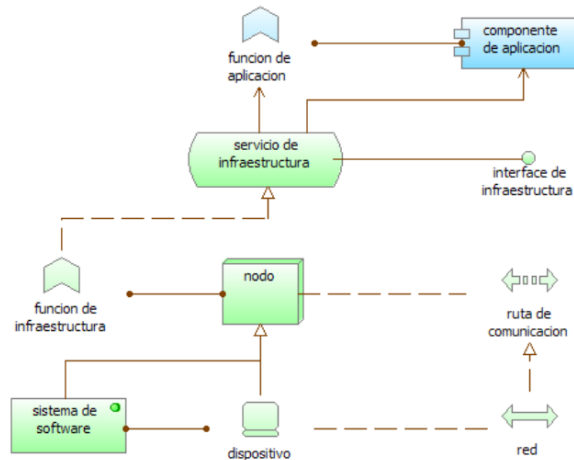 funcion de
aplicacion
componente
de aplicacion
servicio de
infraestructura
interface de
infraestructura
funcion de
infraestructura
nodo
ruta de
comunicacion
sistema de
software
dispositivo
red